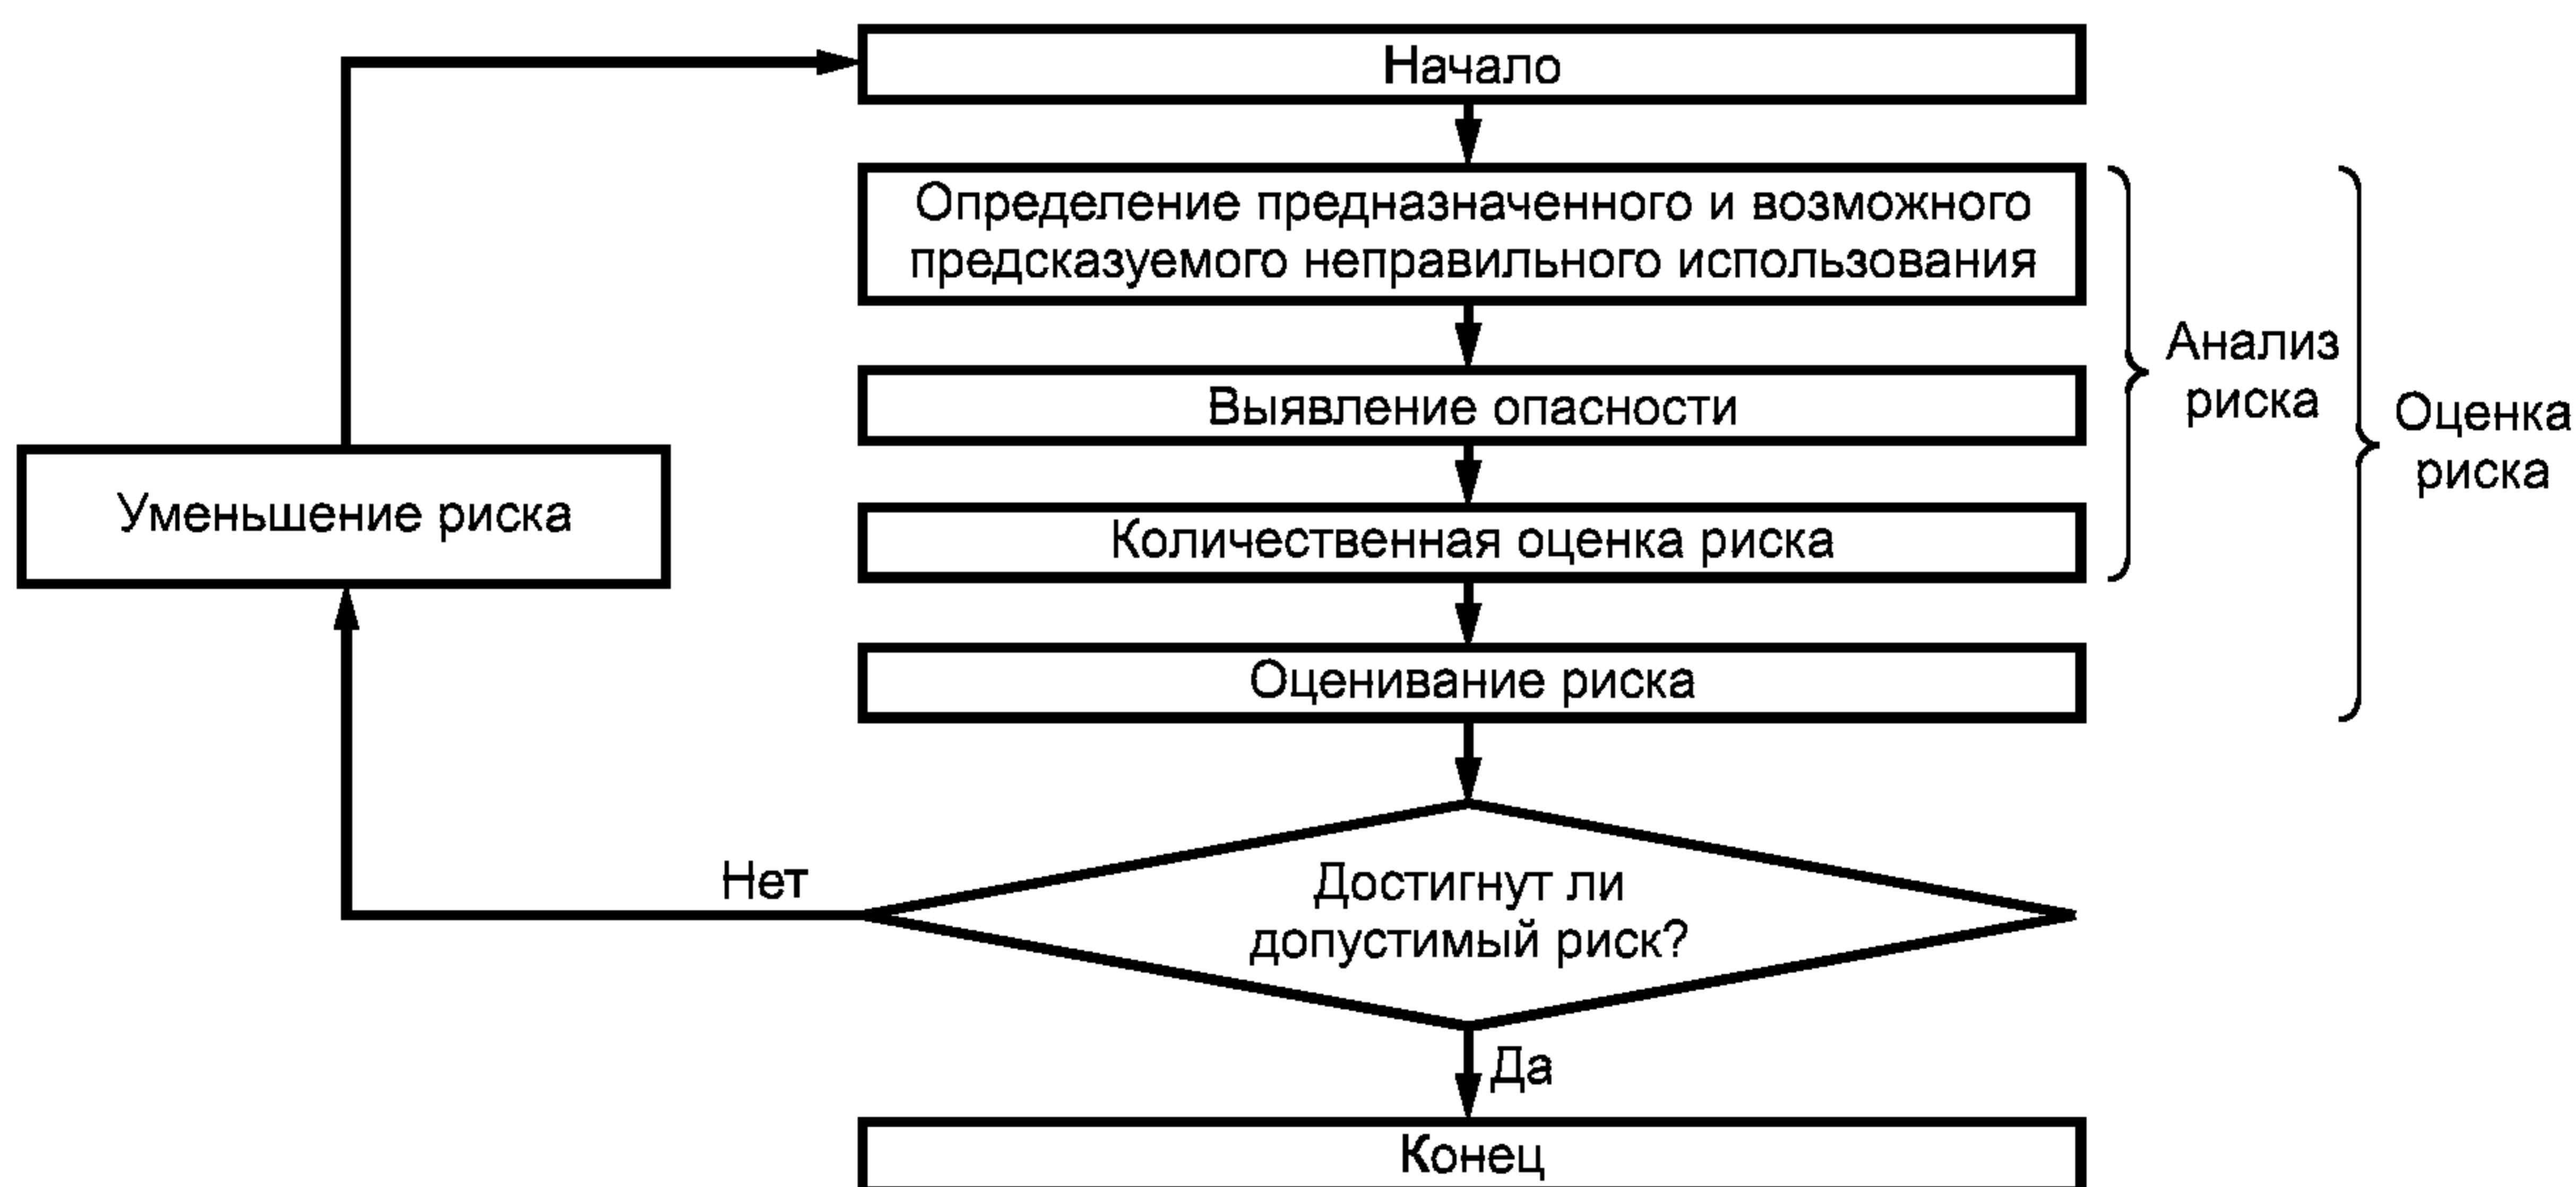 Начало
Определение предназначенного и возможного
предсказуемого неправильного использования
Анализ
риска
Выявление опасности
Оценка
риска
Уменьшение риска
Количественная оценка риска
Оценивание риска
Нет
Достигнут ли
допустимый риск?
Да
Конец